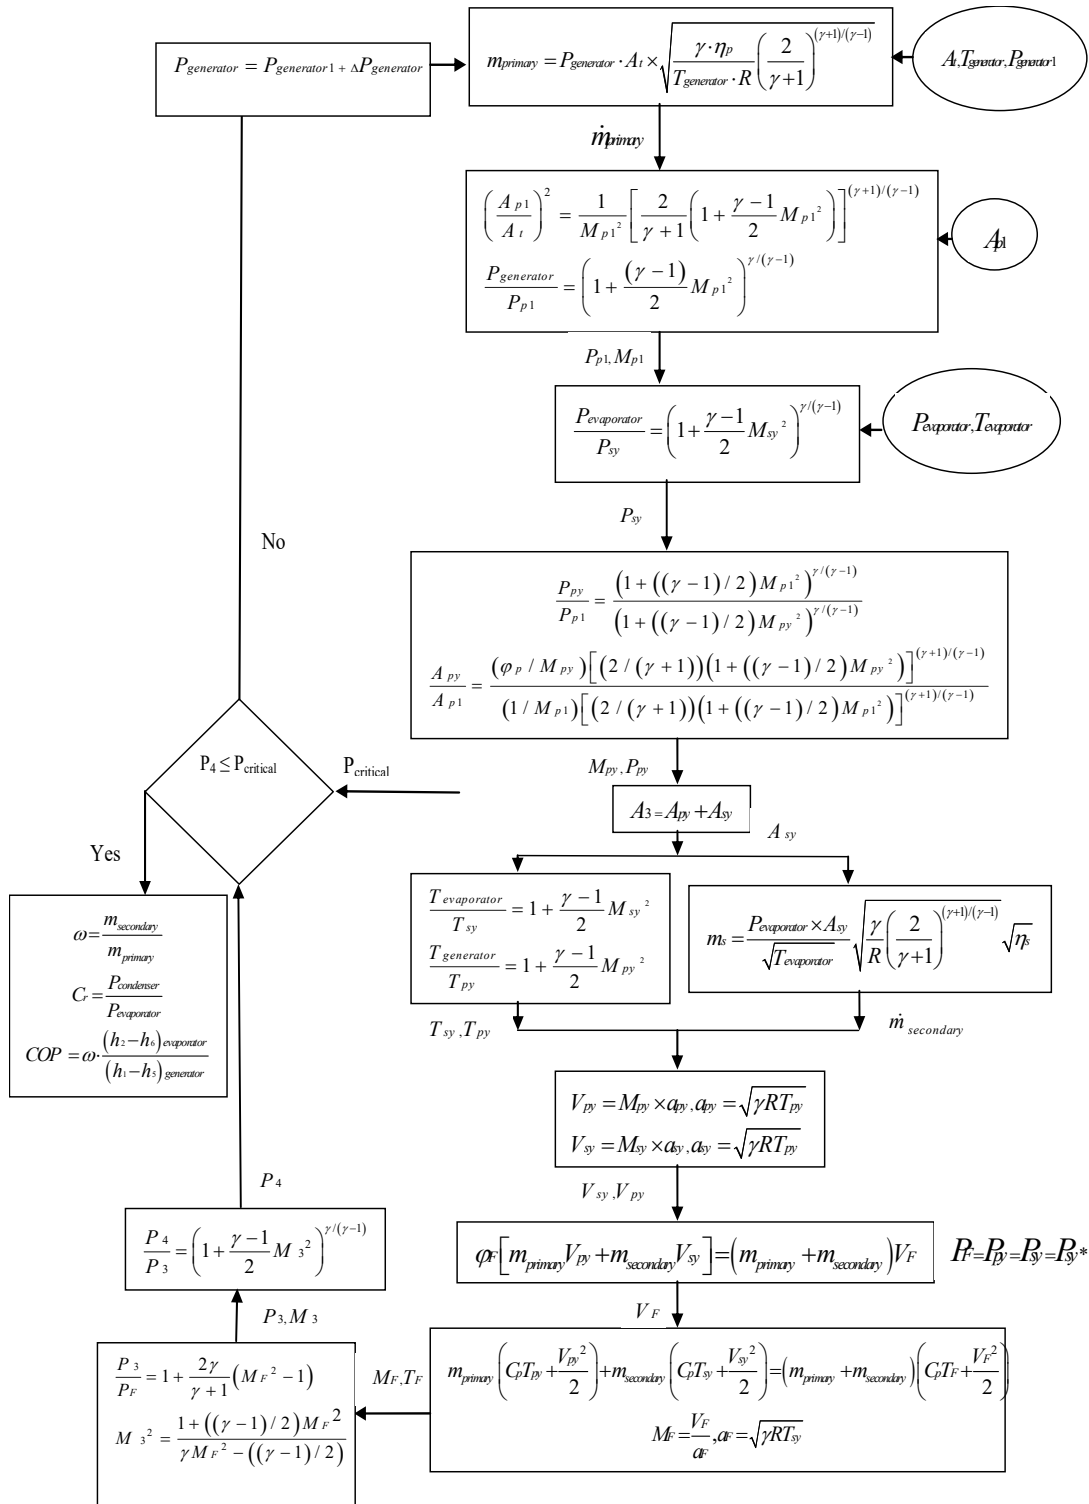 P_generator = P_generator1 + ΔP_generator
m_primary = P_generator · A_t × √(γ · η_p / (T_generator · R) (2 / (γ+1))^((γ+1)/(γ−1)))
A_t, T_generator, P_generator1
ṁ_primary
(A_p1 / A_t)^2 = 1 / M_p1^2 [2 / (γ+1) (1 + (γ−1)/2 M_p1^2)]^((γ+1)/(γ−1))
P_generator / P_p1 = (1 + (γ−1)/2 M_p1^2)^(γ/(γ−1))
A_p1
P_p1, M_p1
P_evaporator / P_sy = (1 + (γ−1)/2 M_sy^2)^(γ/(γ−1))
P_evaporator, T_evaporator
P_sy
No
P_py / P_p1 = (1 + ((γ−1)/2) M_p1^2)^(γ/(γ−1)) / (1 + ((γ−1)/2) M_py^2)^(γ/(γ−1))
A_py / A_p1 = (φ_p / M_py) [(2/(γ+1))(1 + ((γ−1)/2) M_py^2)]^((γ+1)/(γ−1)) / (1 / M_p1) [(2/(γ+1))(1 + ((γ−1)/2) M_p1^2)]^((γ+1)/(γ−1))
M_py, P_py
P_4 ≤ P_critical
P_critical
A_3 = A_py + A_sy
A_sy
Yes
T_evaporator / T_sy = 1 + (γ−1)/2 M_sy^2
T_generator / T_py = 1 + (γ−1)/2 M_py^2
m_s = P_evaporator × A_sy / √T_evaporator √(γ/R (2 / (γ+1))^((γ+1)/(γ−1))) √η_s
ω = m_secondary / m_primary
C_r = P_condenser / P_evaporator
COP = ω · (h_2 − h_6)_evaporator / (h_1 − h_5)_generator
T_sy, T_py
ṁ_secondary
V_py = M_py × a_py, a_py = √(γRT_py)
V_sy = M_sy × a_sy, a_sy = √(γRT_py)
V_sy, V_py
P_4
φ_F [m_primary V_py + m_secondary V_sy] = (m_primary + m_secondary) V_F
P_F = P_py = P_sy = P_sy*
P_4 / P_3 = (1 + (γ−1)/2 M_3^2)^(γ/(γ−1))
V_F
P_3, M_3
m_primary (C_p T_py + V_py^2 / 2) + m_secondary (C_p T_sy + V_sy^2 / 2) = (m_primary + m_secondary) (C_p T_F + V_F^2 / 2)
M_F = V_F / a_F, a_F = √(γRT_sy)
M_F, T_F
P_3 / P_F = 1 + 2γ / (γ+1) (M_F^2 − 1)
M_3^2 = (1 + ((γ−1)/2) M_F^2) / (γ M_F^2 − ((γ−1)/2))